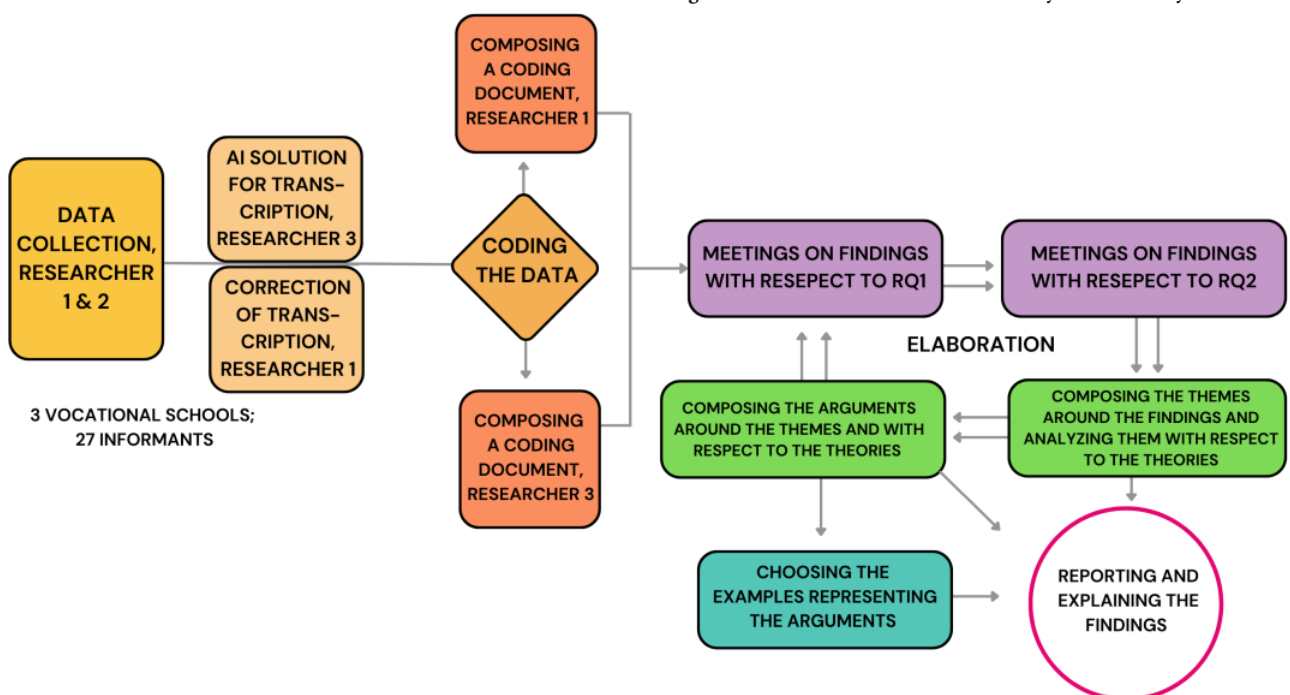 DATA
COLLECTION,
RESEARCHER
1 & 2
3 VOCATIONAL SCHOOLS;
27 INFORMANTS
AI SOLUTION
FOR TRANS-
CRIPTION,
RESEARCHER 3
CORRECTION
OF TRANS-
CRIPTION,
RESEARCHER 1
CODING
THE DATA
COMPOSING
A CODING
DOCUMENT,
RESEARCHER 1
COMPOSING
A CODING
DOCUMENT,
RESEARCHER 3
MEETINGS ON FINDINGS
WITH RESEPECT TO RQ1
MEETINGS ON FINDINGS
WITH RESEPECT TO RQ2
ELABORATION
COMPOSING THE ARGUMENTS
AROUND THE THEMES AND WITH
RESPECT TO THE THEORIES
COMPOSING THE THEMES
AROUND THE FINDINGS AND
ANALYZING THEM WITH RESPECT
TO THE THEORIES
CHOOSING THE
EXAMPLES REPRESENTING
THE ARGUMENTS
REPORTING AND
EXPLAINING THE
FINDINGS